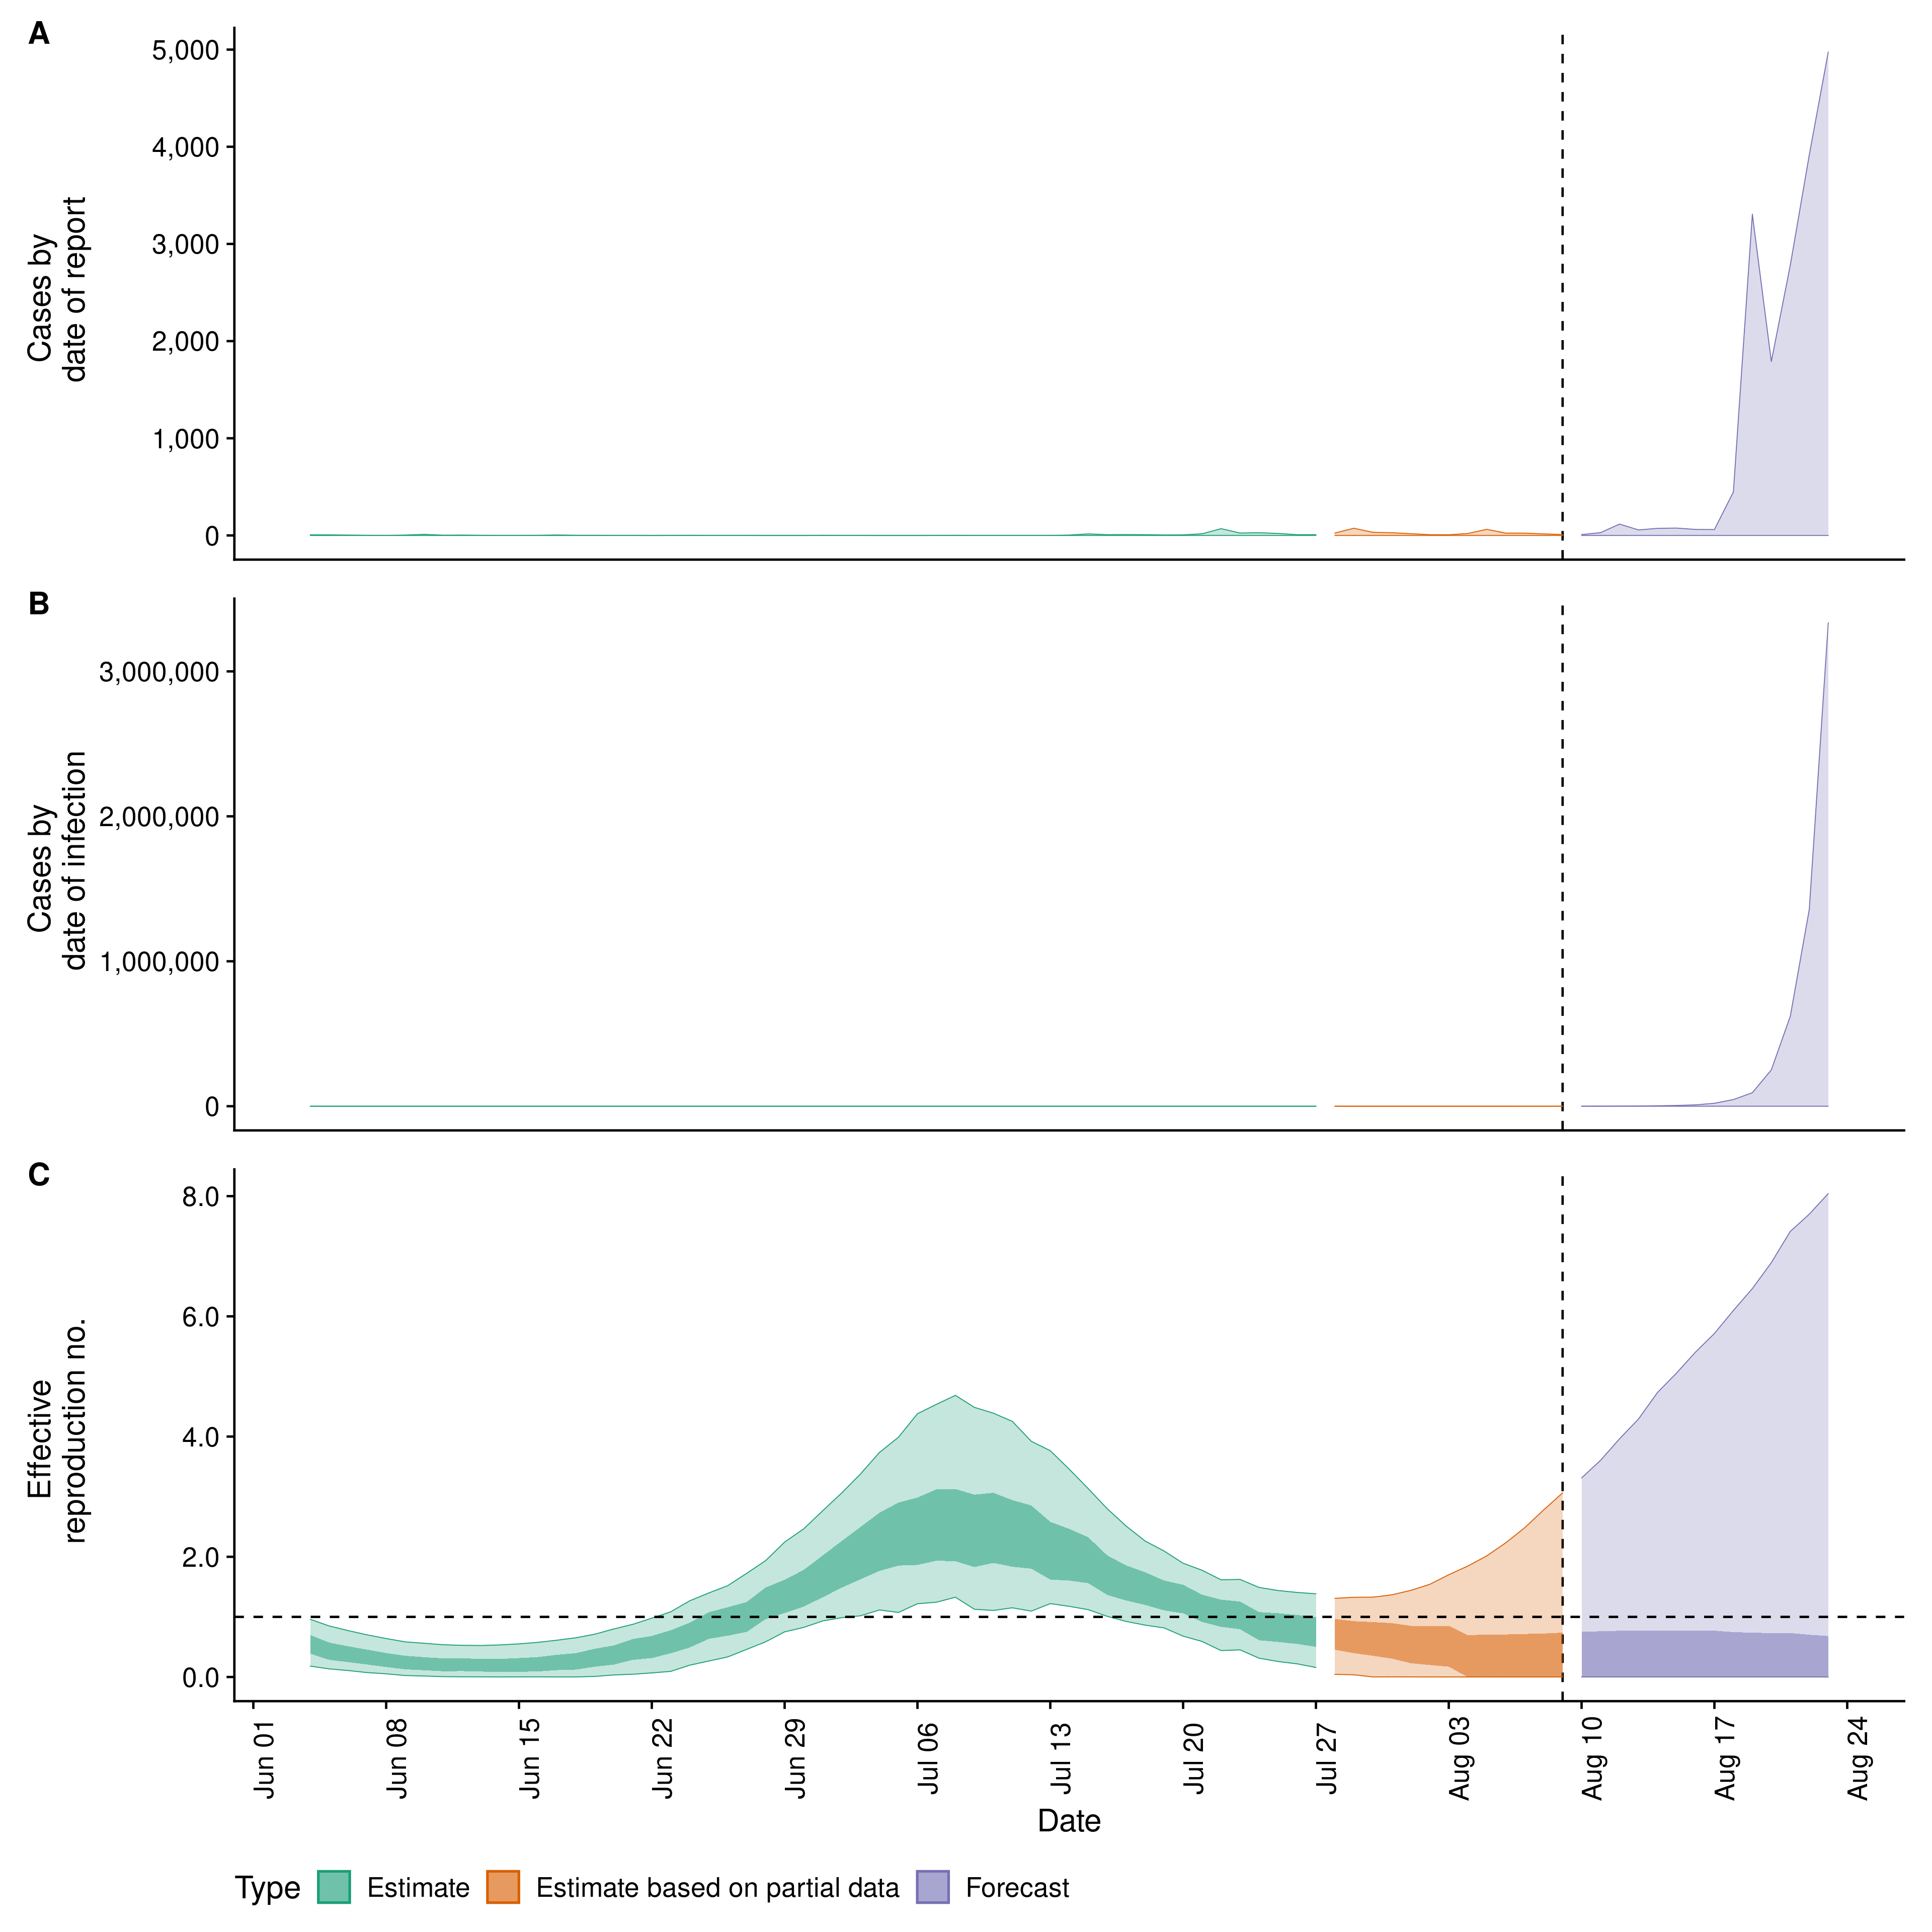 A
5,000
4,000
3,000
2,000
1,000
0
Cases by
date of report
B
3,000,000
2,000,000
1,000,000
0
Cases by
date of infection
C
8.0
6.0
4.0
2.0
0.0
Effective
reproduction no.
Jun 01
Jun 08
Jun 15
Jun 22
Jun 29
Jul 06
Jul 13
Jul 20
Jul 27
Aug 03
Aug 10
Aug 17
Aug 24
Date
Type Estimate Estimate based on partial data Forecast